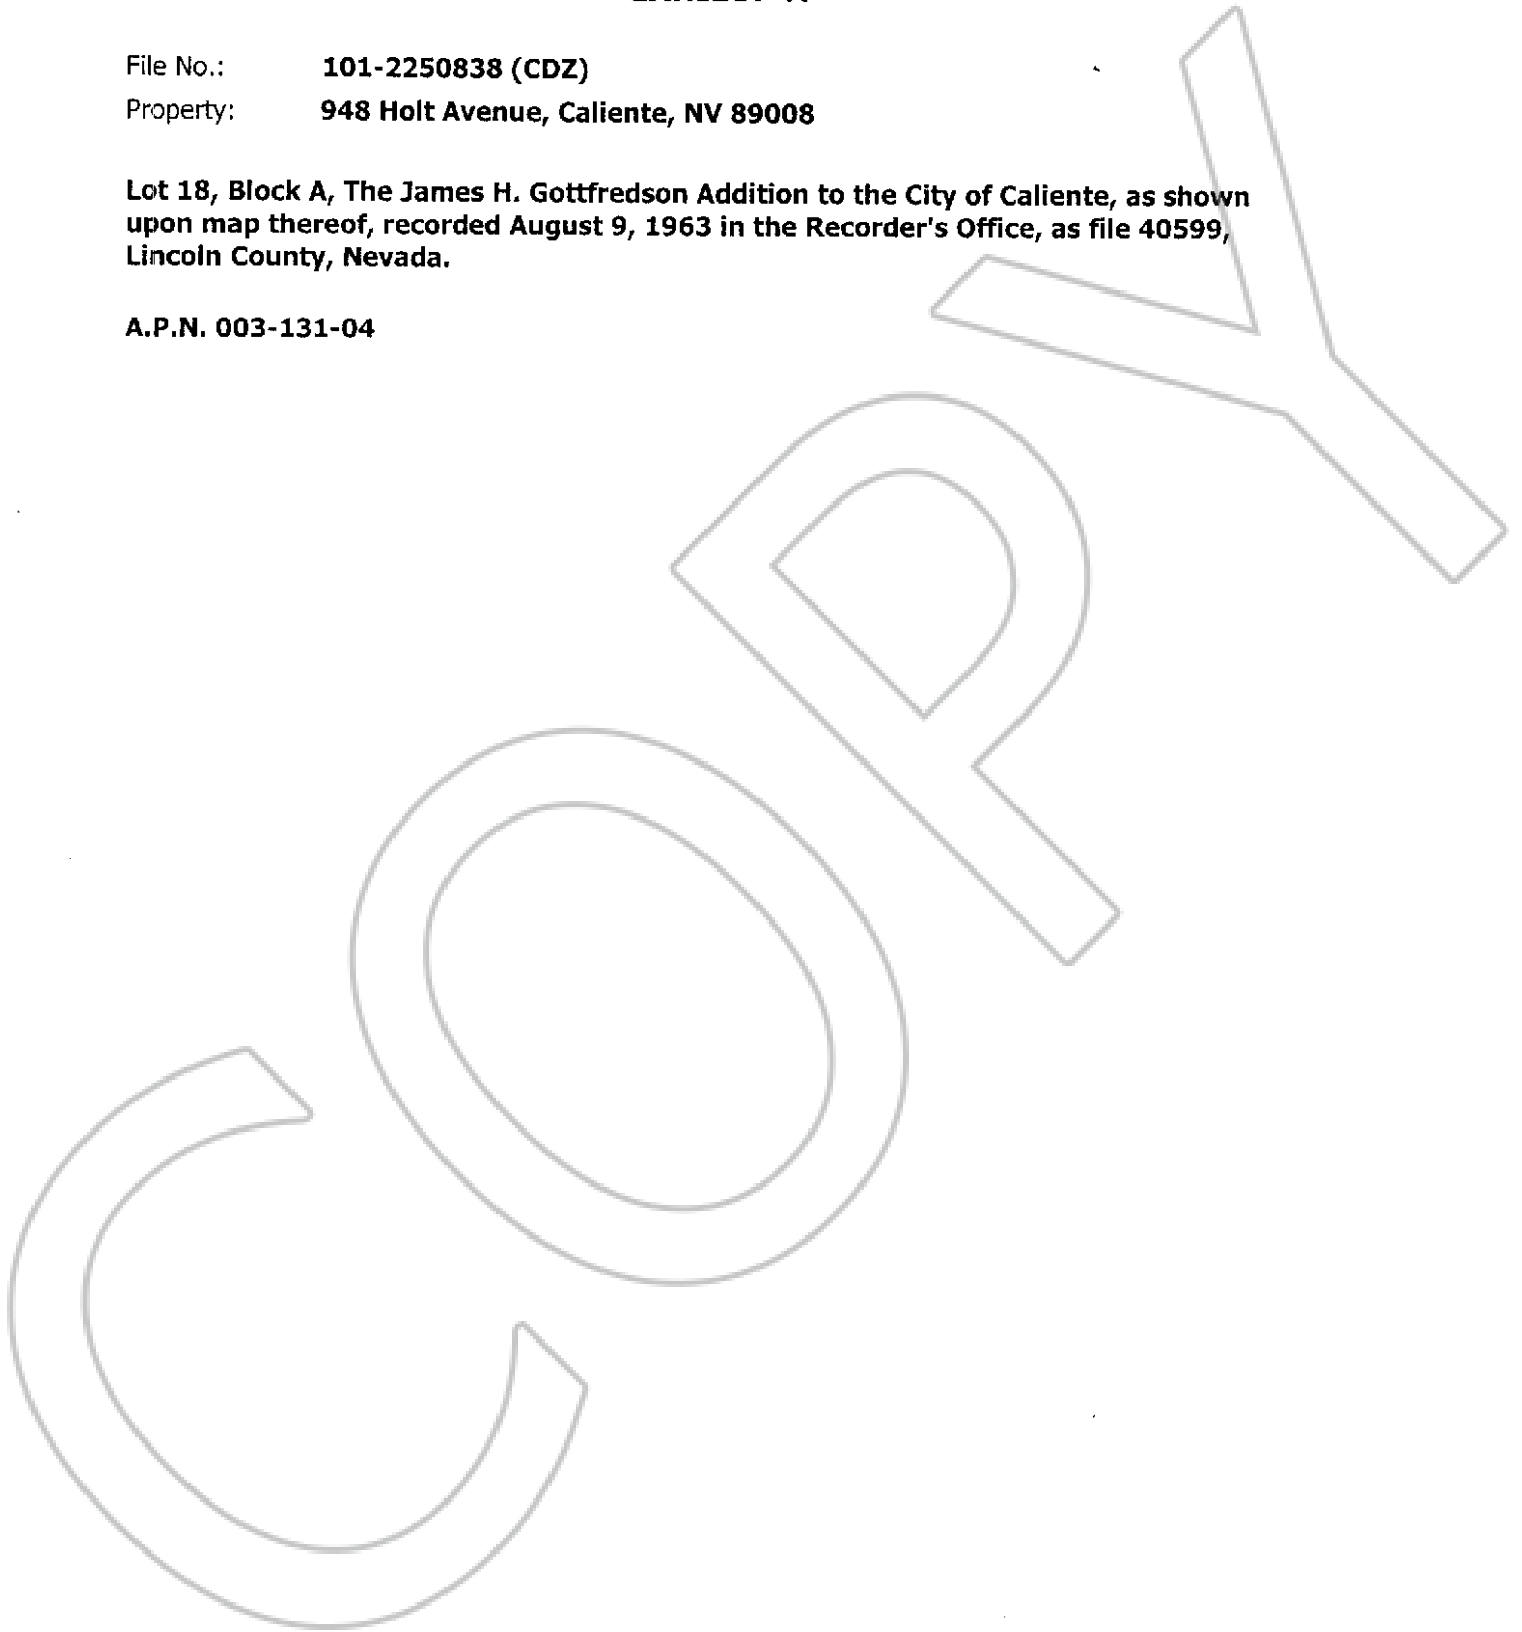 File No.: 101-2250838 (CDZ)
Property: 948 Holt Avenue, Caliente, NV 89008
Lot 18, Block A, The James H. Gottfredson Addition to the City of Caliente, as shown
upon map thereof, recorded August 9, 1963 in the Recorder's Office, as file 40599,
Lincoln County, Nevada.
A.P.N. 003-131-04
COPY